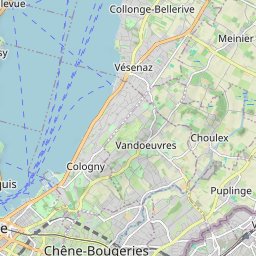 Collonge-Bellerive
Meinier
Vésenaz
Choulex
Vandoeuvres
Cologny
Puplinge
Chêne-Bougeries